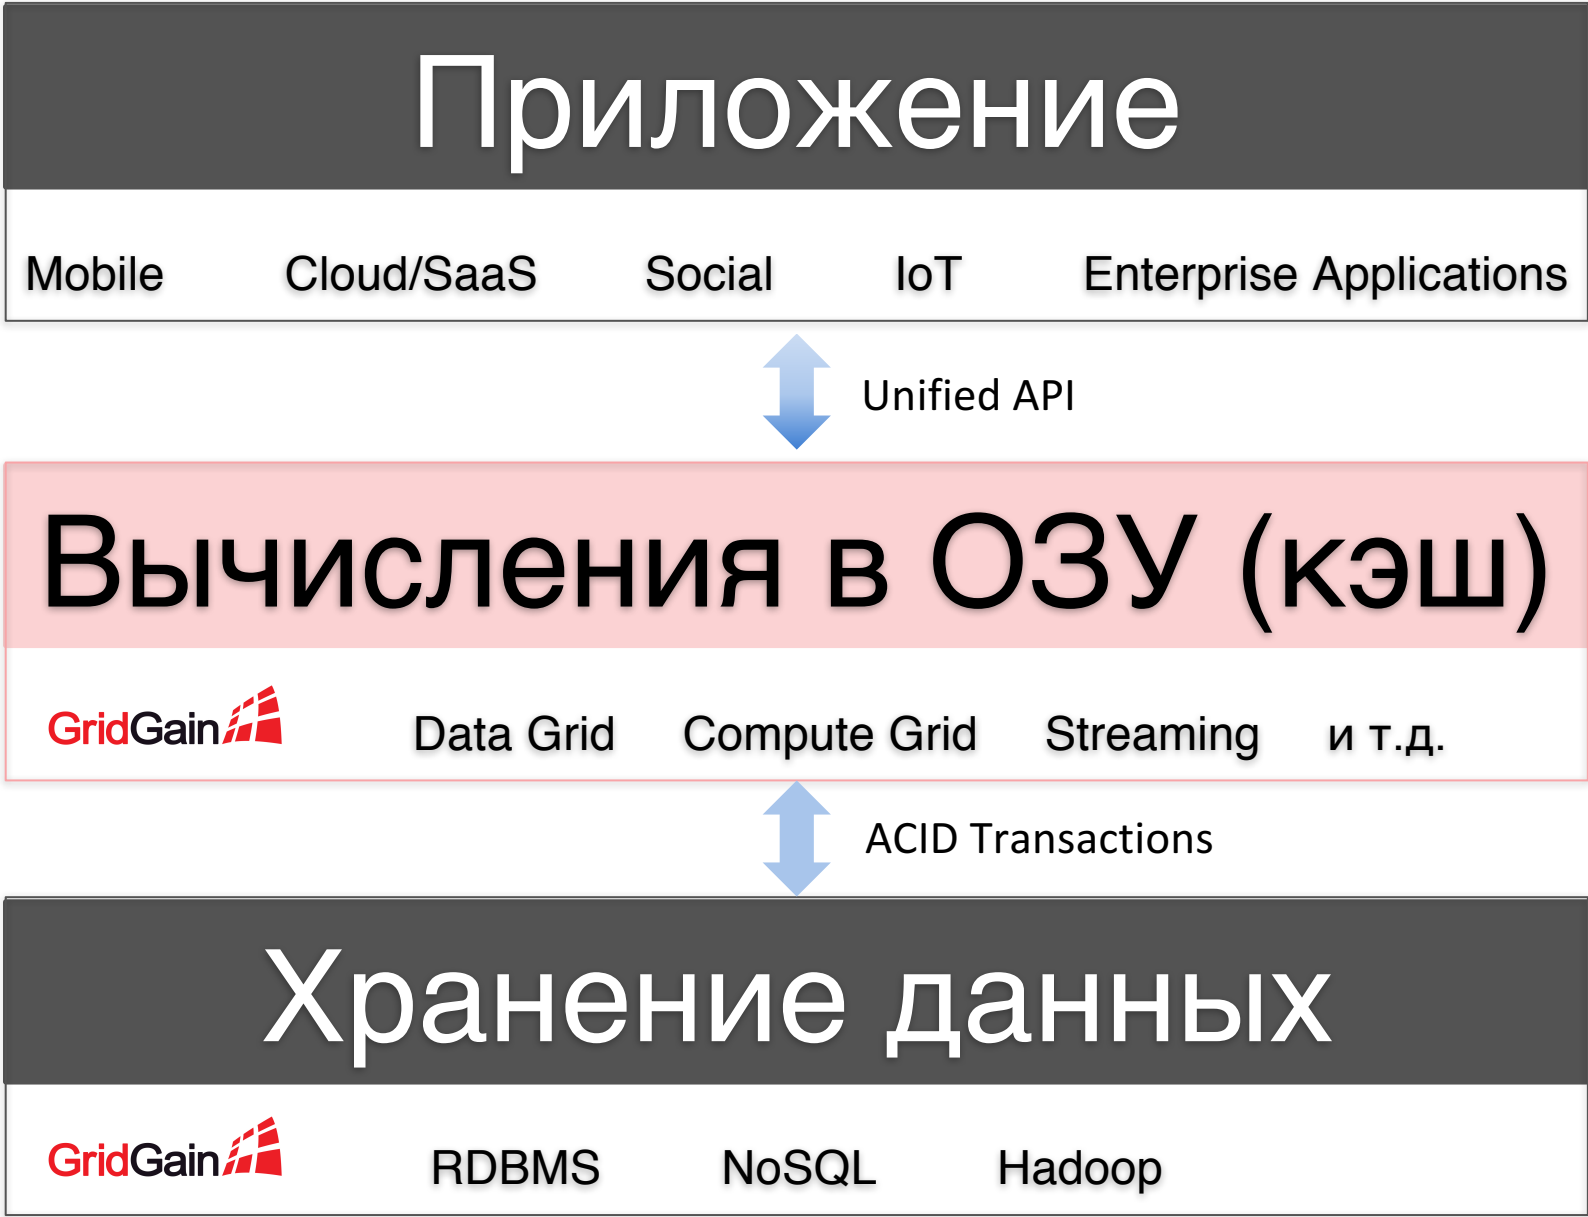 Приложение
Mobile Cloud/SaaS Social IoT Enterprise Applications
Unified API
Вычисления в ОЗУ (кэш)
GridGain Data Grid Compute Grid Streaming и т.д.
ACID Transactions
Хранение данных
GridGain RDBMS NoSQL Hadoop